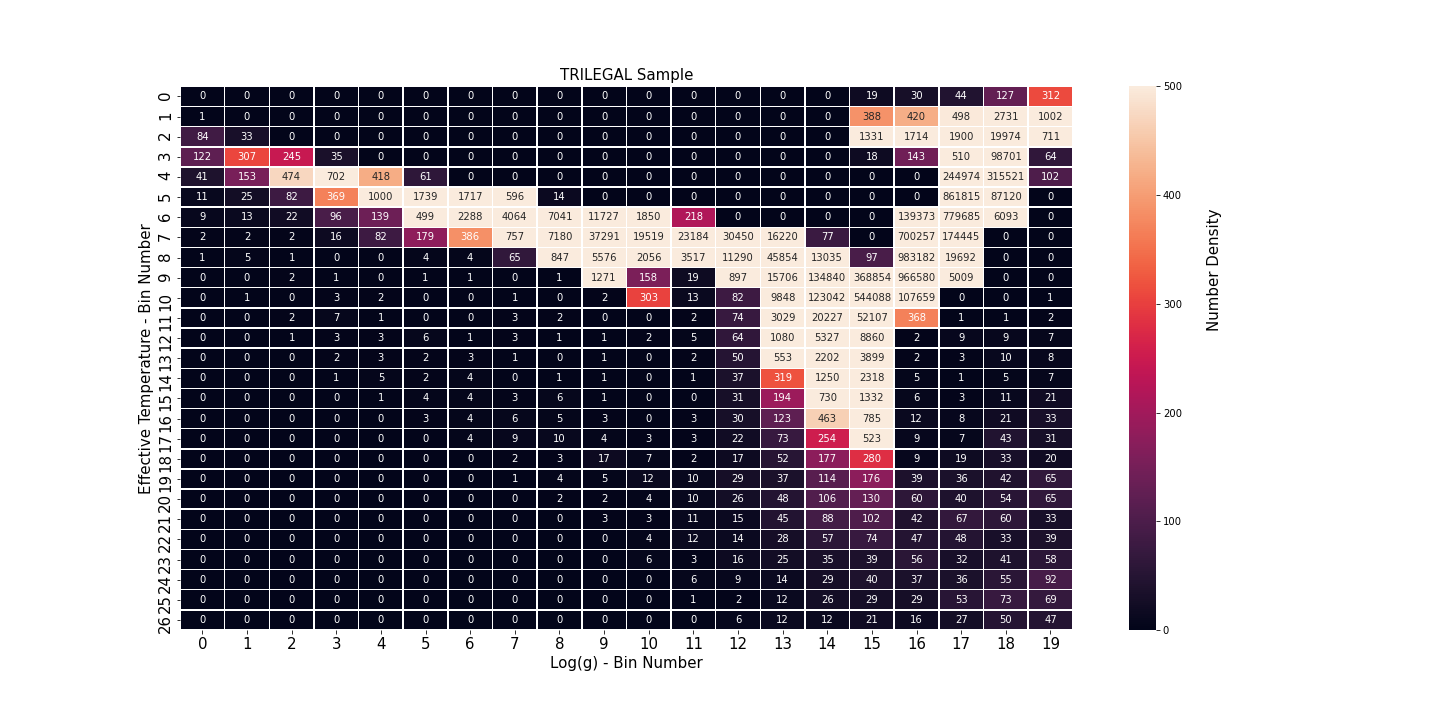 TRILEGAL Sample
0 0 0 0 0 0 0 0 0 0 0 0 0 0 0 0 19 30 44 127 312
1 1 0 0 0 0 0 0 0 0 0 0 0 0 0 0 388 420 498 2731 1002
2 84 33 0 0 0 0 0 0 0 0 0 0 0 0 0 1331 1714 1900 19974 711
3 122 307 245 35 0 0 0 0 0 0 0 0 0 0 0 18 143 510 98701 64
4 41 153 474 702 418 61 0 0 0 0 0 0 0 0 0 0 0 244974 315521 102
5 11 25 82 369 1000 1739 1717 596 14 0 0 0 0 0 0 0 0 861815 87120 0
6 9 13 22 96 139 499 2288 4064 7041 11727 1850 218 0 0 0 0 139373 779685 6093 0
7 2 2 2 16 82 179 386 757 7180 37291 19519 23184 30450 16220 77 0 700257 174445 0 0
8 1 5 1 0 0 4 4 65 847 5576 2056 3517 11290 45854 13035 97 983182 19692 0 0
9 0 0 2 1 0 1 1 0 1 1271 158 19 897 15706 134840 368854 966580 5009 0 0
10 0 1 0 3 2 0 0 1 0 2 303 13 82 9848 123042 544088 107659 0 0 1
11 0 0 2 7 1 0 0 3 2 0 0 2 74 3029 20227 52107 368 1 1 2
12 0 0 1 3 3 6 1 3 1 1 2 5 64 1080 5327 8860 2 9 9 7
13 0 0 0 2 3 2 3 1 0 1 0 2 50 553 2202 3899 2 3 10 8
14 0 0 0 1 5 2 4 0 1 1 0 1 37 319 1250 2318 5 1 5 7
15 0 0 0 0 1 4 4 3 6 1 0 0 31 194 730 1332 6 3 11 21
16 0 0 0 0 0 3 4 6 5 3 0 3 30 123 463 785 12 8 21 33
17 0 0 0 0 0 0 4 9 10 4 3 3 22 73 254 523 9 7 43 31
18 0 0 0 0 0 0 0 2 3 17 7 2 17 52 177 280 9 19 33 20
19 0 0 0 0 0 0 0 1 4 5 12 10 29 37 114 176 39 36 42 65
20 0 0 0 0 0 0 0 0 2 2 4 10 26 48 106 130 60 40 54 65
21 0 0 0 0 0 0 0 0 0 3 3 11 15 45 88 102 42 67 60 33
22 0 0 0 0 0 0 0 0 0 0 4 12 14 28 57 74 47 48 33 39
23 0 0 0 0 0 0 0 0 0 0 6 3 16 25 35 39 56 32 41 58
24 0 0 0 0 0 0 0 0 0 0 0 6 9 14 29 40 37 36 55 92
25 0 0 0 0 0 0 0 0 0 0 0 1 2 12 26 29 29 53 73 69
26 0 0 0 0 0 0 0 0 0 0 0 0 6 12 12 21 16 27 50 47
0 1 2 3 4 5 6 7 8 9 10 11 12 13 14 15 16 17 18 19
Log(g) - Bin Number
Effective Temperature - Bin Number
500
400
300
200
100
0
Number Density